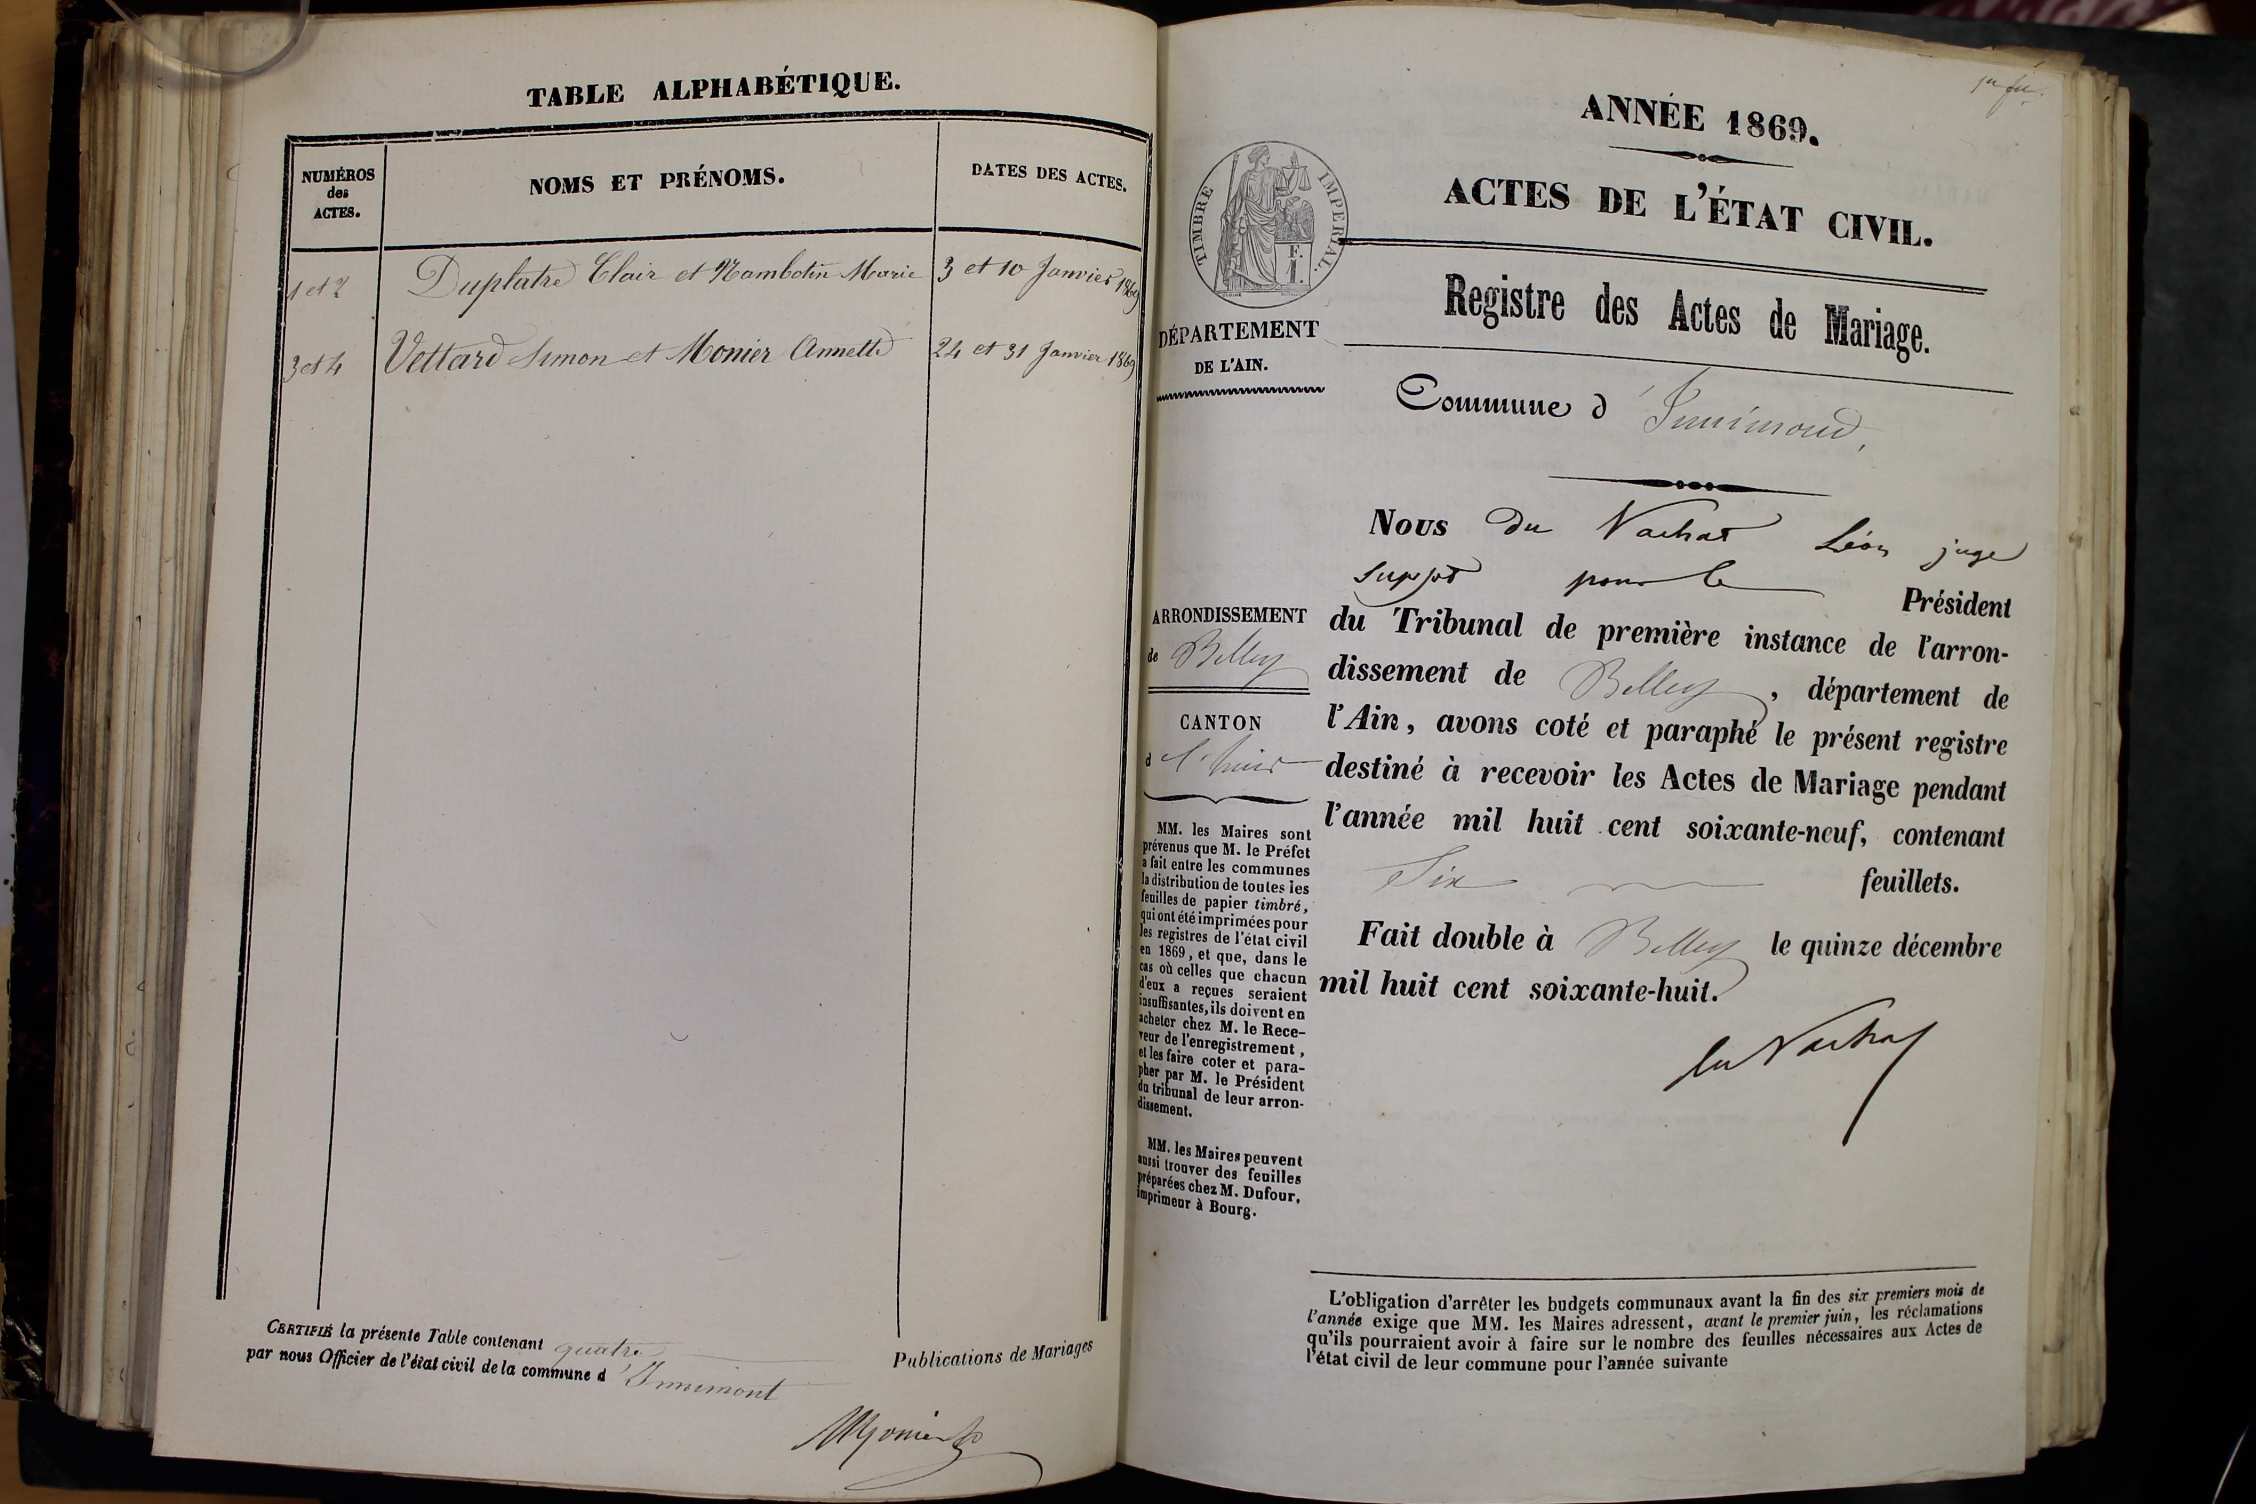 TABLE ALPHABÉTIQUE.
NUMÉROS
des
ACTES.
NOMS ET PRÉNOMS.
DATES DES ACTES.
1 et 2 Duplatre Clair et Nambotin Marie 3 et 10 Janvier 1869
3 et 4 Vettard Simon et Monier Annette 24 et 31 Janvier 1869
CERTIFIÉ la présente Table contenant quatre Publications de Mariages
par nous Officier de l'état civil de la commune d'Innimont
ANNÉE 1869.
ACTES DE L'ÉTAT CIVIL.
TIMBRE IMPERIAL.
Registre des Actes de Mariage.
DÉPARTEMENT
DE L'AIN.
Commune d'Innimond,
ARRONDISSEMENT
de Belley
CANTON
d
MM. les Maires sont
prévenus que M. le Préfet
a fait entre les communes
la distribution de toutes les
feuilles de papier timbré,
qui ont été imprimées pour
les registres de l'état civil
en 1869, et que, dans le
cas où celles que chacun
d'eux a reçues seraient
insuffisantes, ils doivent en
acheter chez M. le Rece-
veur de l'enregistrement,
et les faire coter et para-
pher par M. le Président
du tribunal de leur arron-
dissement.
MM. les Maires peuvent
aussi trouver des feuilles
préparées chez M. Dufour,
imprimeur à Bourg.
Nous du Vachat Léon juge
suppt pour le Président
du Tribunal de première instance de l'arron-
dissement de Belley, département de
l'Ain, avons coté et paraphé le présent registre
destiné à recevoir les Actes de Mariage pendant
l'année mil huit cent soixante-neuf, contenant
Six feuillets.
Fait double à Belley le quinze décembre
mil huit cent soixante-huit.
du Vachat
L'obligation d'arrêter les budgets communaux avant la fin des six premiers mois de
l'année exige que MM. les Maires adressent, avant le premier juin, les réclamations
qu'ils pourraient avoir à faire sur le nombre des feuilles nécessaires aux Actes de
l'état civil de leur commune pour l'année suivante